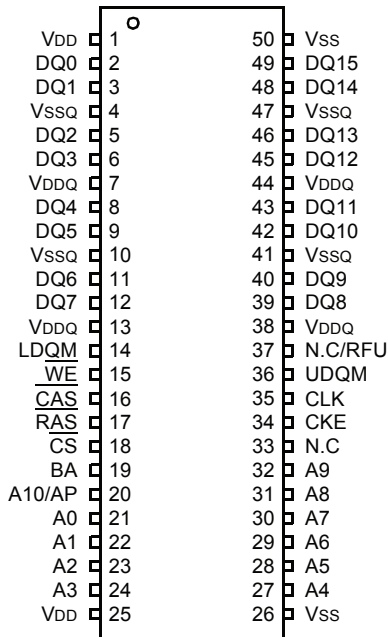 VDD 1 50 VSS
DQ0 2 49 DQ15
DQ1 3 48 DQ14
VSSQ 4 47 VSSQ
DQ2 5 46 DQ13
DQ3 6 45 DQ12
VDDQ 7 44 VDDQ
DQ4 8 43 DQ11
DQ5 9 42 DQ10
VSSQ 10 41 VSSQ
DQ6 11 40 DQ9
DQ7 12 39 DQ8
VDDQ 13 38 VDDQ
LDQM 14 37 N.C/RFU
W̅E̅ 15 36 UDQM
C̅A̅S̅ 16 35 CLK
R̅A̅S̅ 17 34 CKE
C̅S̅ 18 33 N.C
BA 19 32 A9
A10/AP 20 31 A8
A0 21 30 A7
A1 22 29 A6
A2 23 28 A5
A3 24 27 A4
VDD 25 26 VSS